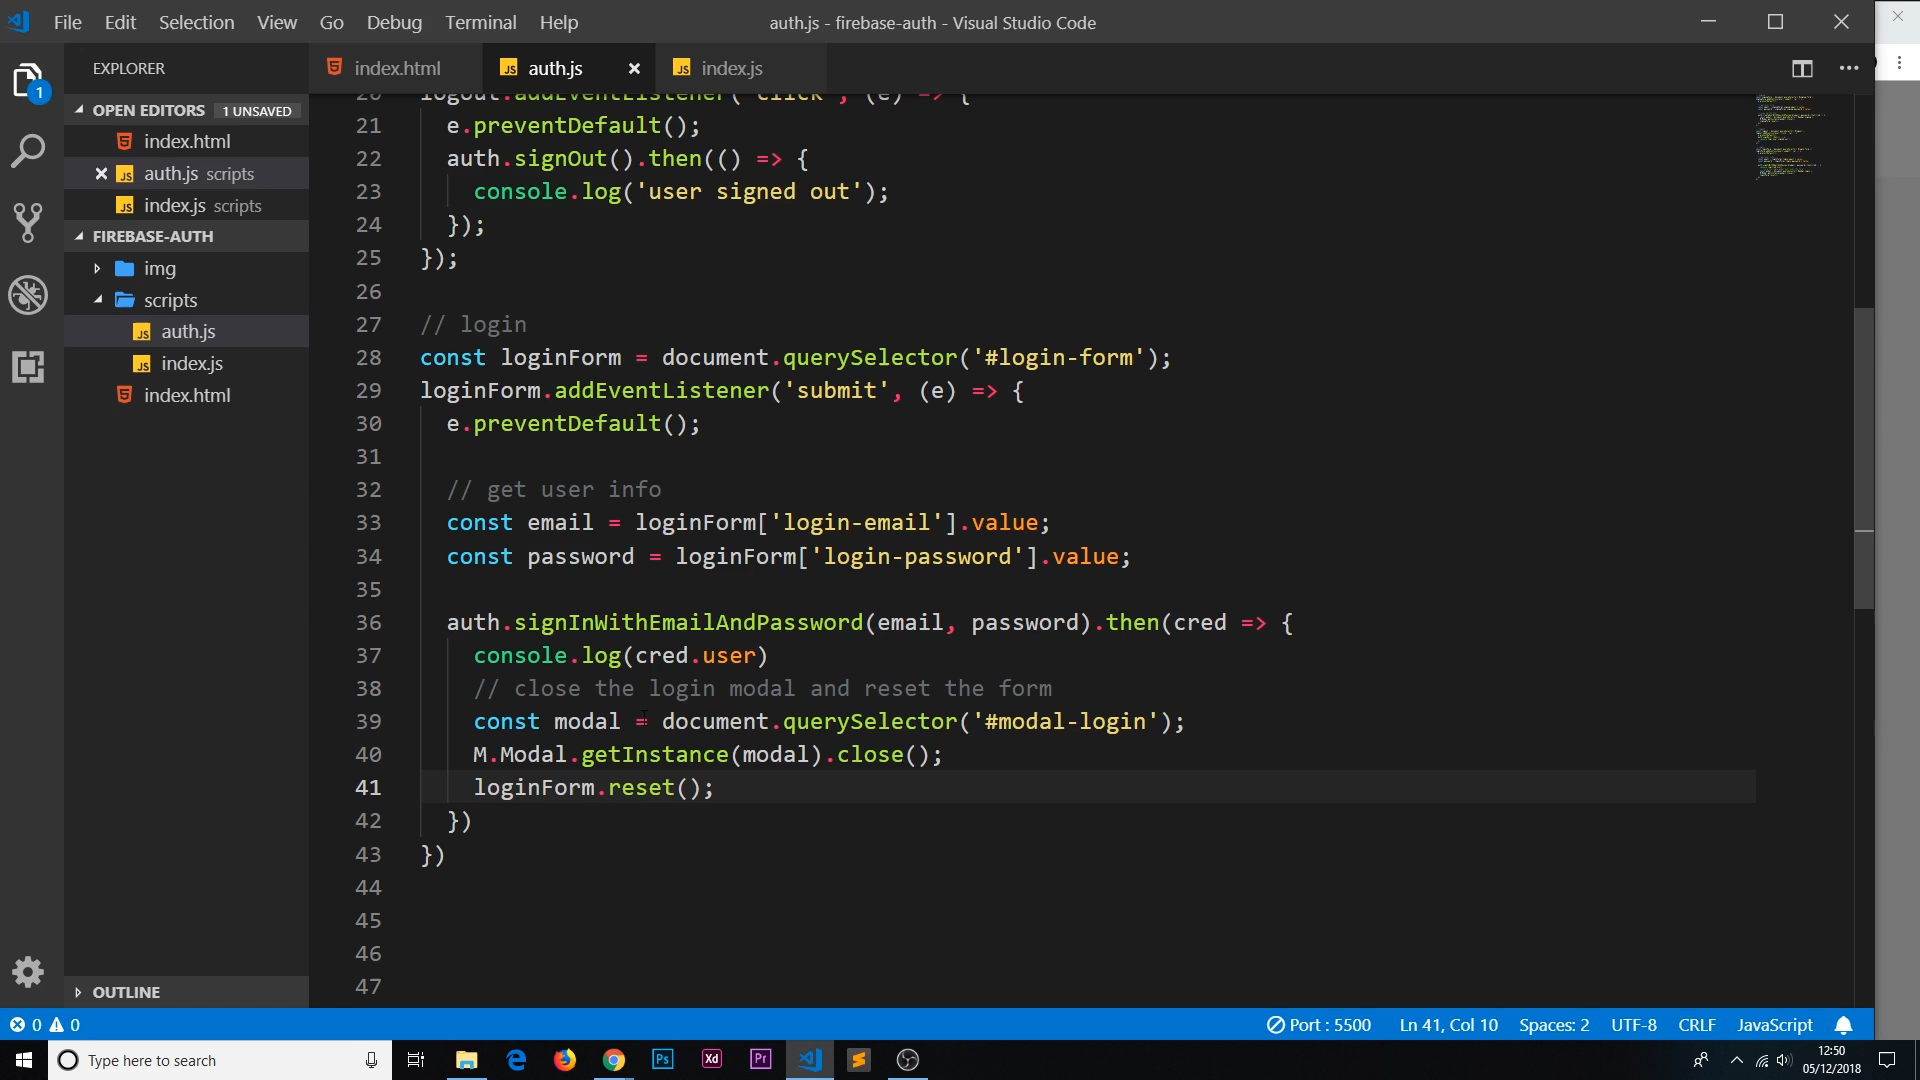 File Edit Selection View Go Debug Terminal Help
auth.js - firebase-auth - Visual Studio Code
EXPLORER
index.html
auth.js
index.js
1
OPEN EDITORS 1 UNSAVED
index.html
auth.js scripts
index.js scripts
FIREBASE-AUTH
img
scripts
auth.js
index.js
index.html
OUTLINE
20 logout.addEventListener('click', (e) => {
21 e.preventDefault();
22 auth.signOut().then(() => {
23 console.log('user signed out');
24 });
25 });
26
27 // login
28 const loginForm = document.querySelector('#login-form');
29 loginForm.addEventListener('submit', (e) => {
30 e.preventDefault();
31
32 // get user info
33 const email = loginForm['login-email'].value;
34 const password = loginForm['login-password'].value;
35
36 auth.signInWithEmailAndPassword(email, password).then(cred => {
37 console.log(cred.user)
38 // close the login modal and reset the form
39 const modal = document.querySelector('#modal-login');
40 M.Modal.getInstance(modal).close();
41 loginForm.reset();
42 })
43 })
44
45
46
47
0 0
Port : 5500 Ln 41, Col 10 Spaces: 2 UTF-8 CRLF JavaScript
Type here to search
Ps
Xd
Pr
12:50
05/12/2018